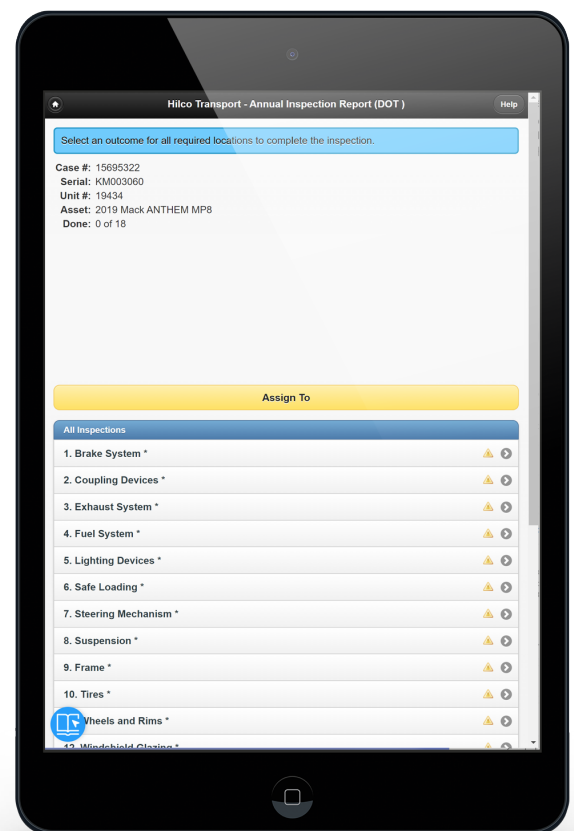 Hilco Transport - Annual Inspection Report (DOT )
Help
Select an outcome for all required locations to complete the inspection.
Case #: 15695322
Serial: KM003060
Unit #: 19434
Asset: 2019 Mack ANTHEM MP8
Done: 0 of 18
Assign To
All Inspections
1. Brake System *
2. Coupling Devices *
3. Exhaust System *
4. Fuel System *
5. Lighting Devices *
6. Safe Loading *
7. Steering Mechanism *
8. Suspension *
9. Frame *
10. Tires *
Wheels and Rims *
12. Windshield Glazing *